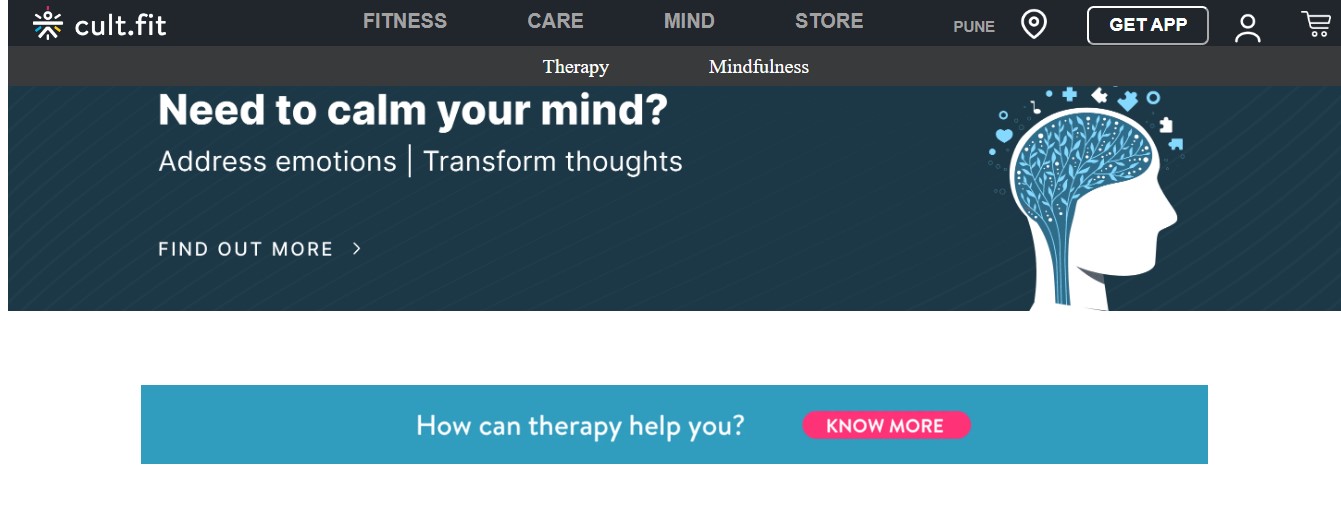 cult.fit FITNESS CARE MIND STORE PUNE GET APP
Therapy Mindfulness
Need to calm your mind?
Address emotions | Transform thoughts
FIND OUT MORE >
How can therapy help you? KNOW MORE